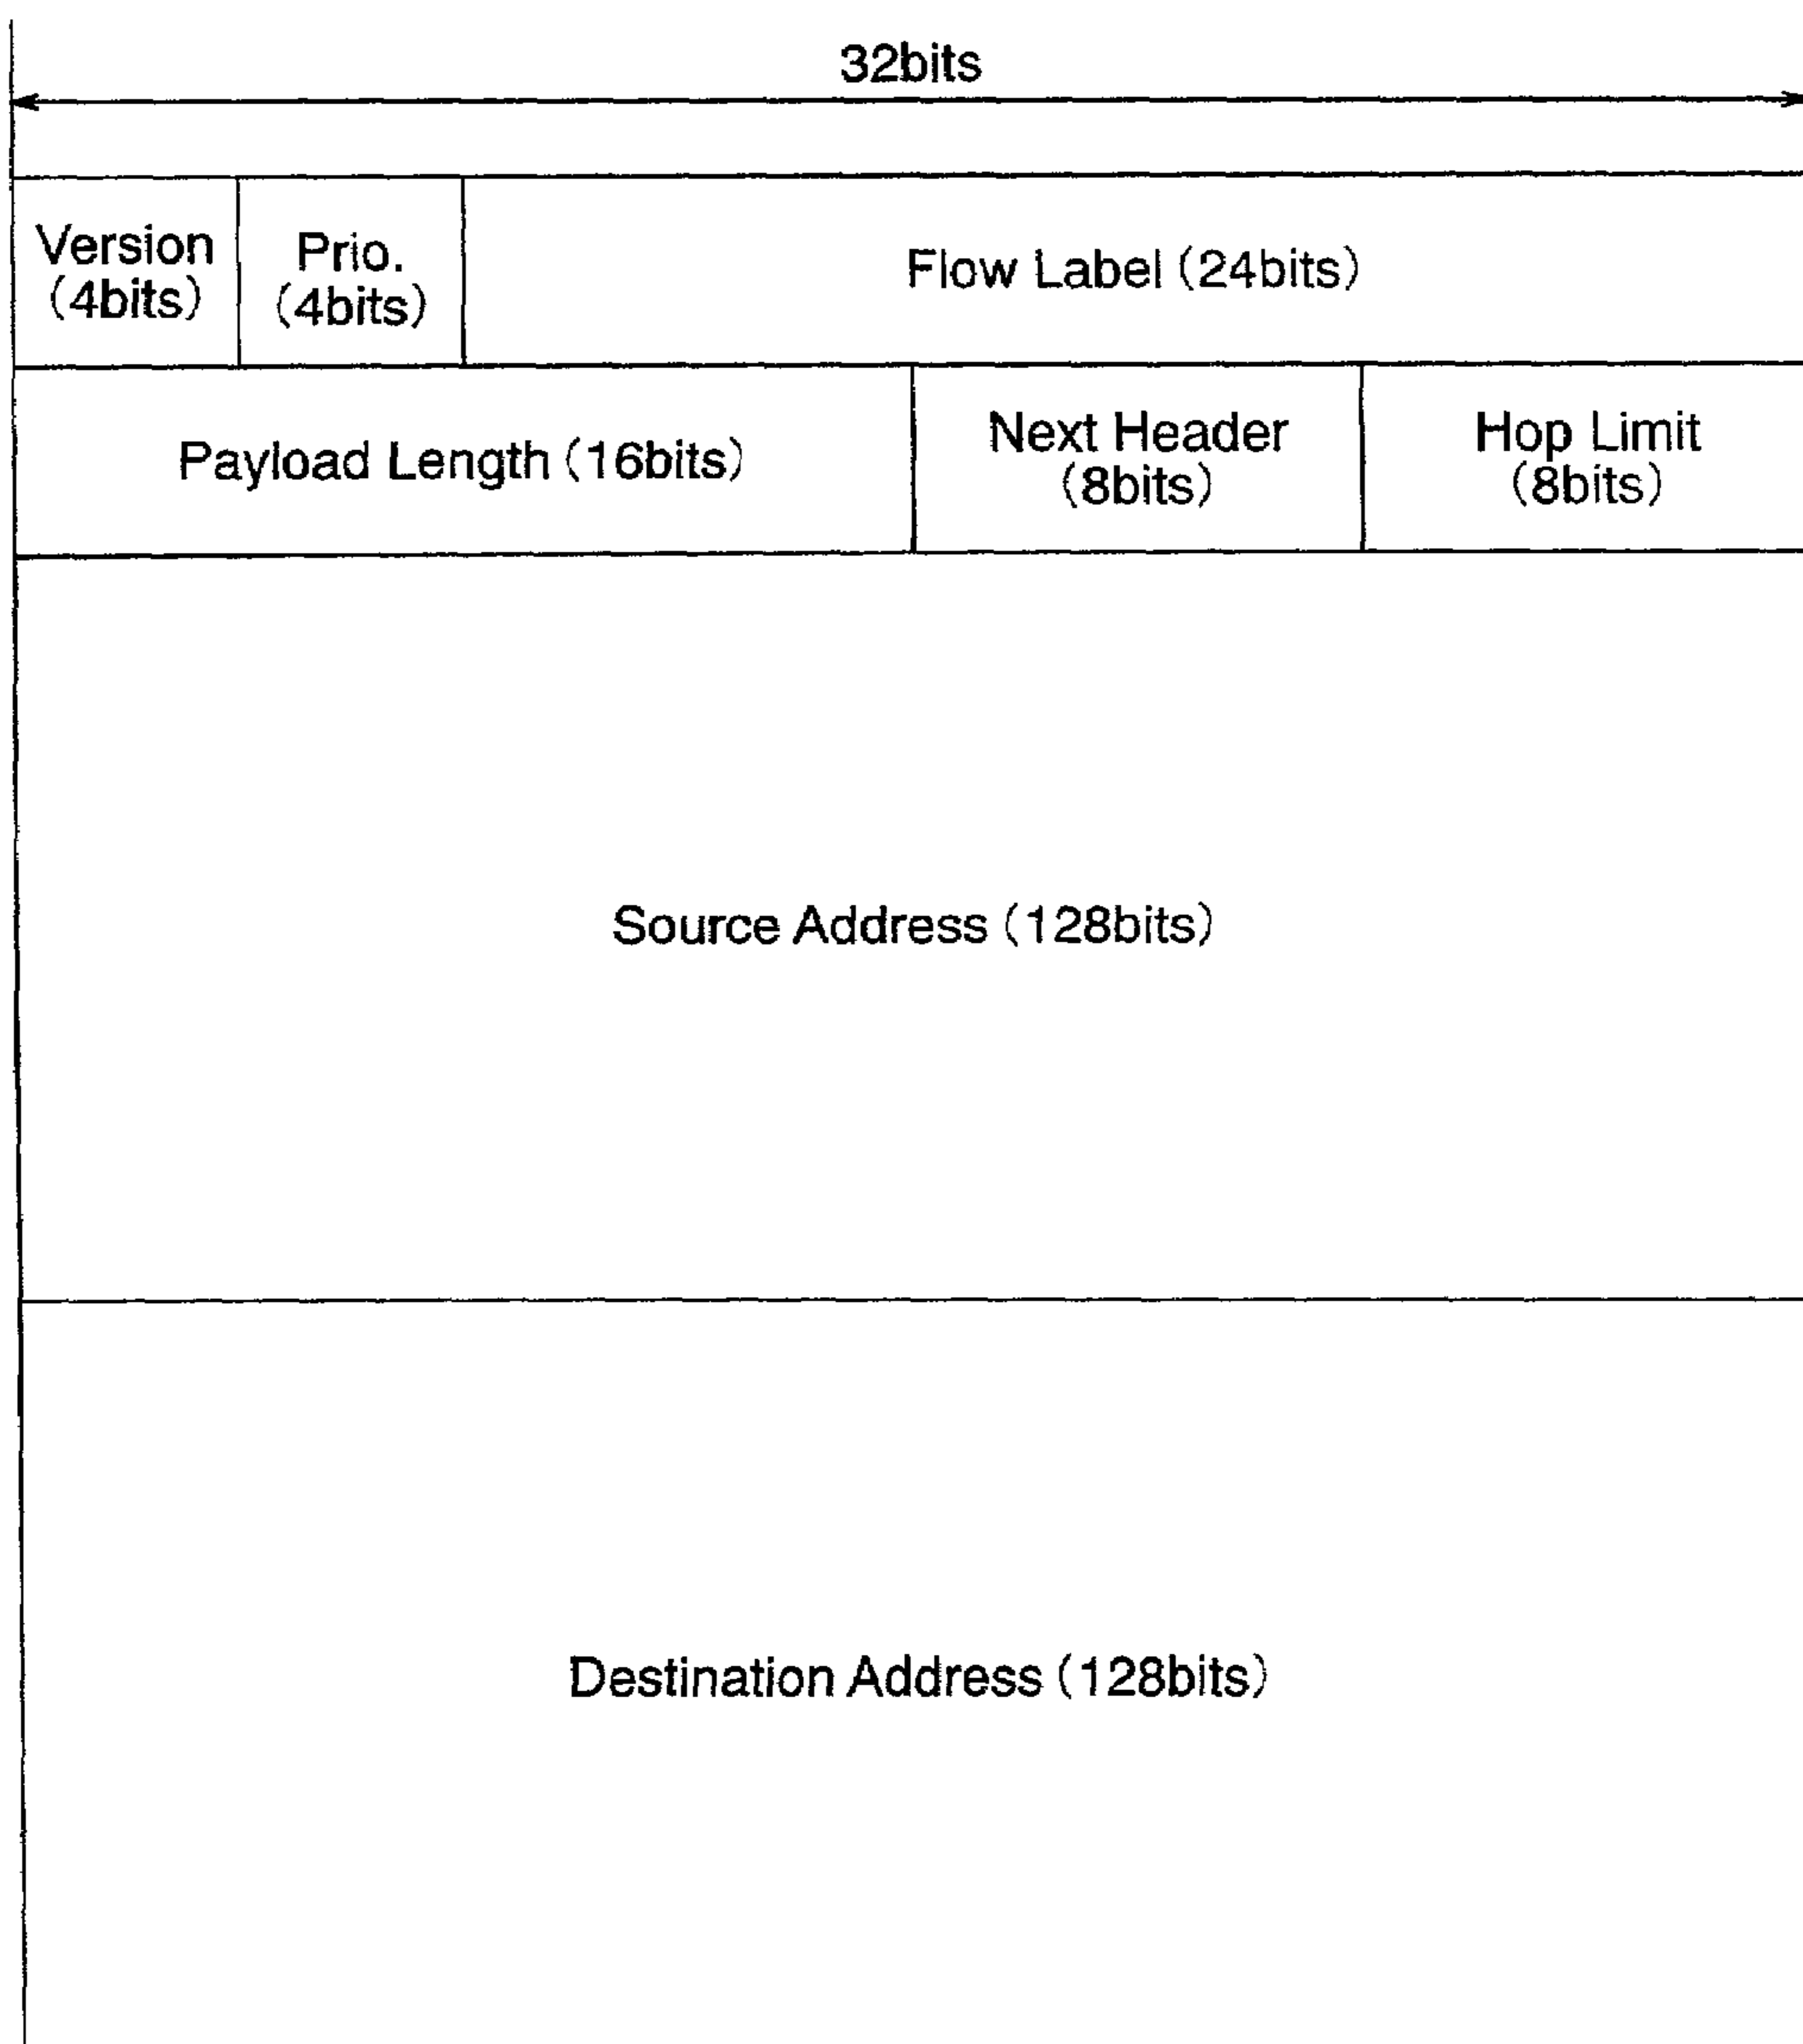 32bits
Version
(4bits)
Prio.
(4bits)
Flow Label (24bits)
Payload Length (16bits)
Next Header
(8bits)
Hop Limit
(8bits)
Source Address (128bits)
Destination Address (128bits)